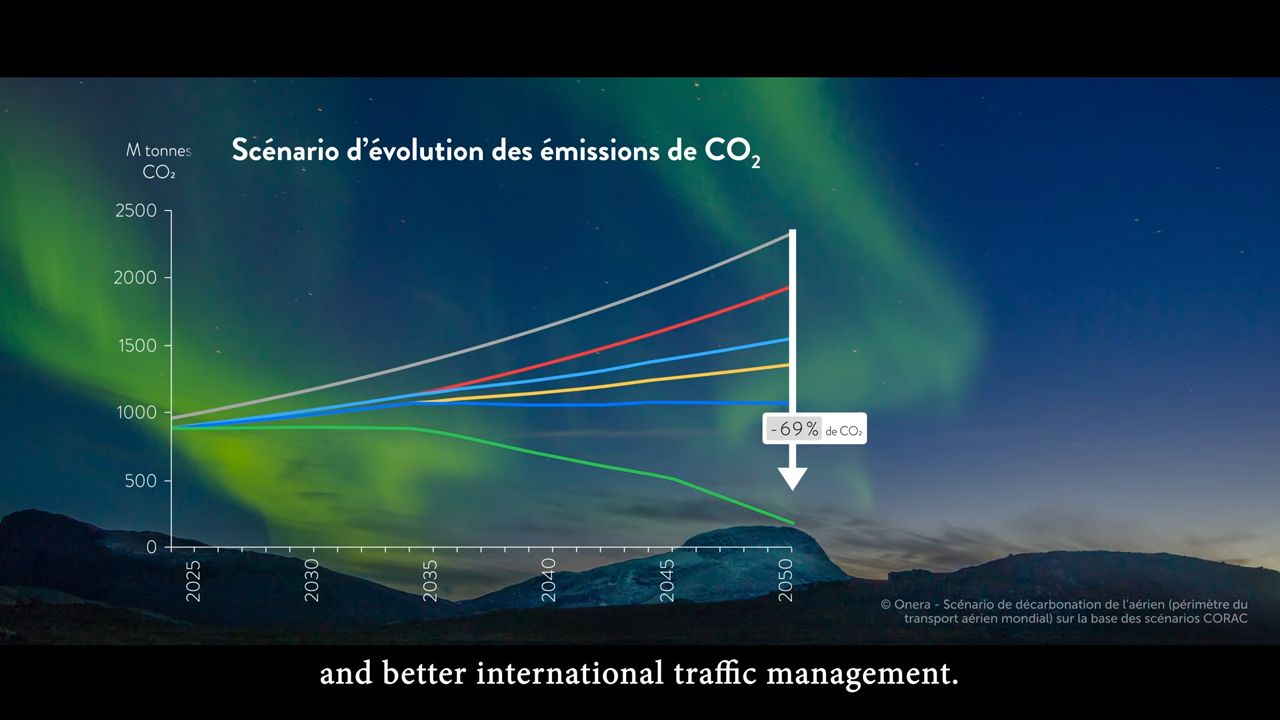 Scénario d'évolution des émissions de CO₂
M tonnes
CO₂
2500
2000
1500
1000
500
0
2025
2030
2035
2040
2045
2050
-69% de CO₂
© Onera - Scénario de décarbonation de l'aérien (périmètre du
transport aérien mondial) sur la base des scénarios CORAC
and better international traffic management.